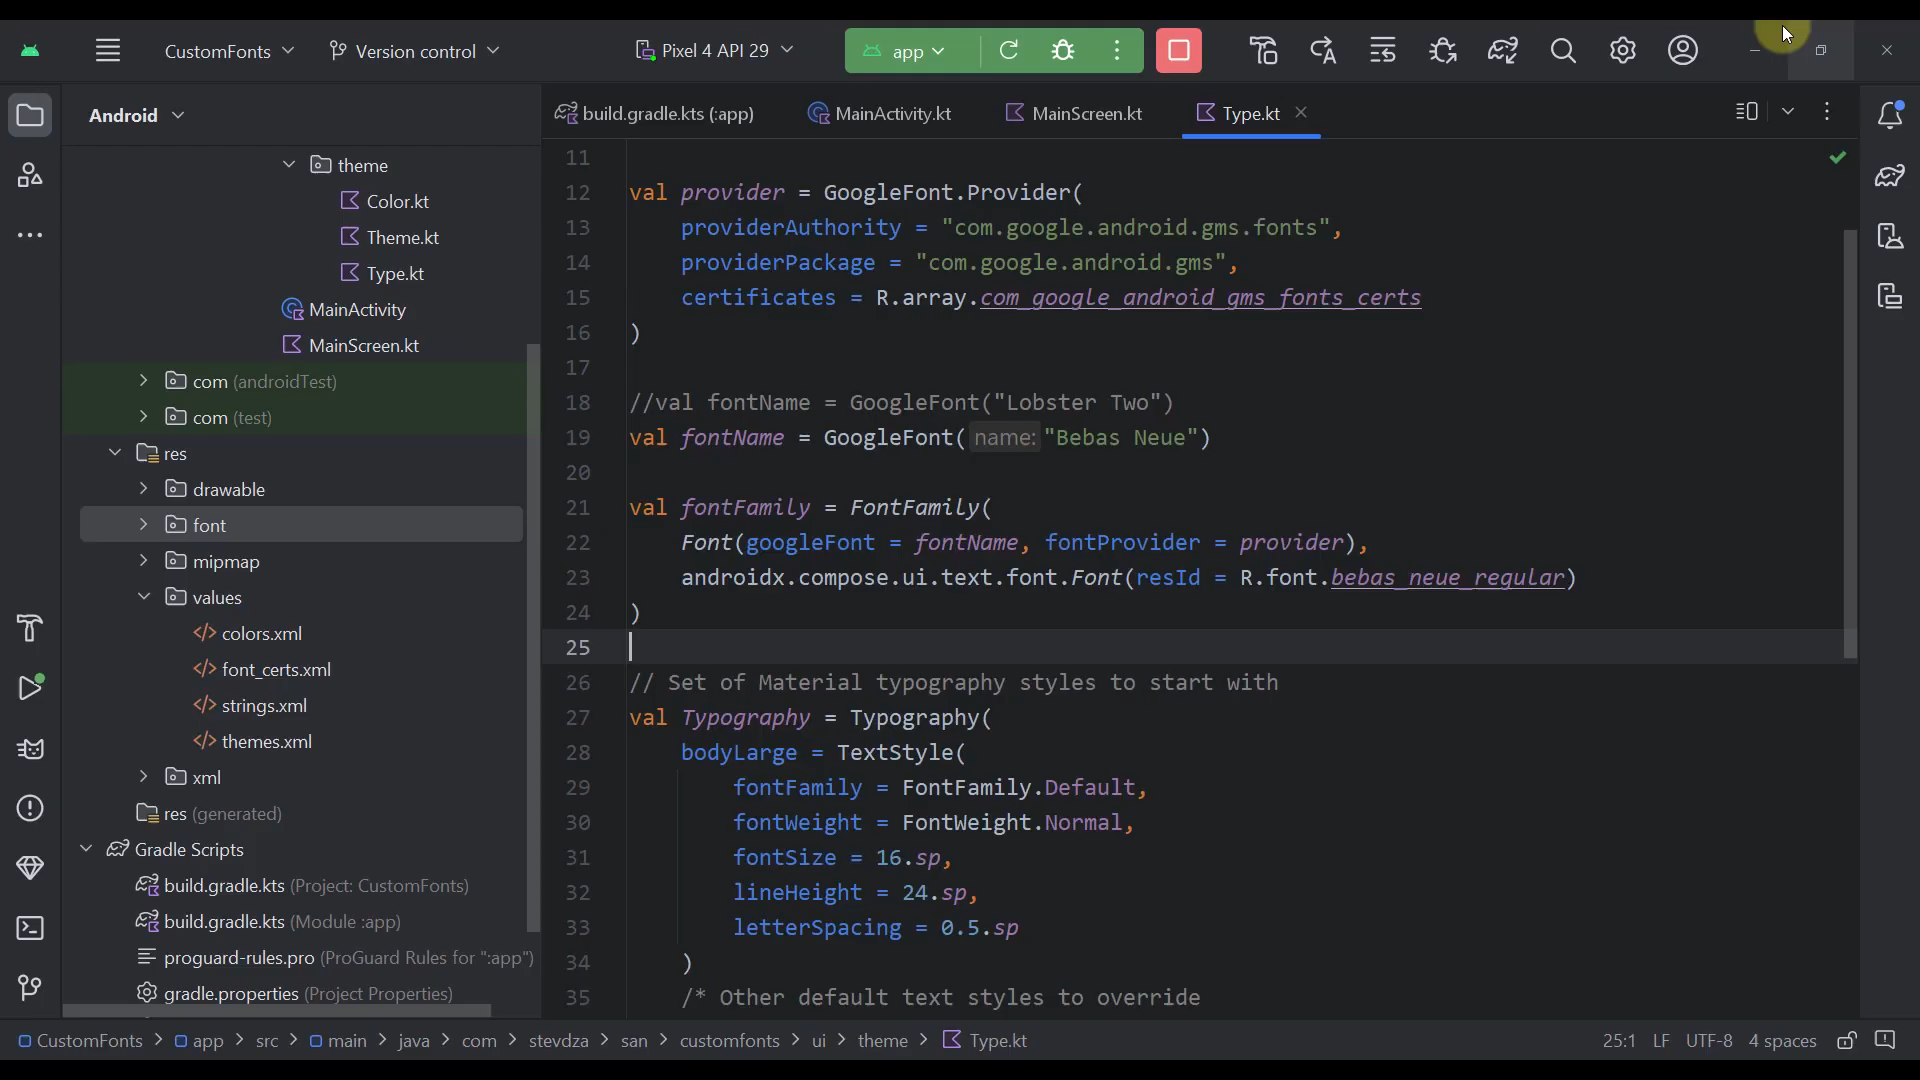 CustomFonts
Version control
Pixel 4 API 29
app
Android
build.gradle.kts (:app)
MainActivity.kt
MainScreen.kt
Type.kt
theme
Color.kt
Theme.kt
Type.kt
MainActivity
MainScreen.kt
com (androidTest)
com (test)
res
drawable
font
mipmap
values
colors.xml
font_certs.xml
strings.xml
themes.xml
xml
res (generated)
Gradle Scripts
build.gradle.kts (Project: CustomFonts)
build.gradle.kts (Module :app)
proguard-rules.pro (ProGuard Rules for ":app")
gradle.properties (Project Properties)
11
12 val provider = GoogleFont.Provider(
13 providerAuthority = "com.google.android.gms.fonts",
14 providerPackage = "com.google.android.gms",
15 certificates = R.array.com_google_android_gms_fonts_certs
16 )
17
18 //val fontName = GoogleFont("Lobster Two")
19 val fontName = GoogleFont( name: "Bebas Neue")
20
21 val fontFamily = FontFamily(
22 Font(googleFont = fontName, fontProvider = provider),
23 androidx.compose.ui.text.font.Font(resId = R.font.bebas_neue_regular)
24 )
25
26 // Set of Material typography styles to start with
27 val Typography = Typography(
28 bodyLarge = TextStyle(
29 fontFamily = FontFamily.Default,
30 fontWeight = FontWeight.Normal,
31 fontSize = 16.sp,
32 lineHeight = 24.sp,
33 letterSpacing = 0.5.sp
34 )
35 /* Other default text styles to override
CustomFonts > app > src > main > java > com > stevdza > san > customfonts > ui > theme > Type.kt
25:1 LF UTF-8 4 spaces